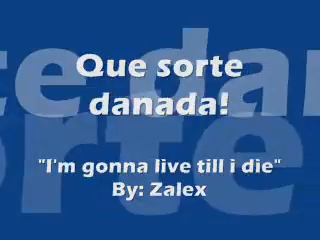 Que sorte
danada!
"I'm gonna live till i die"
By: Zalex